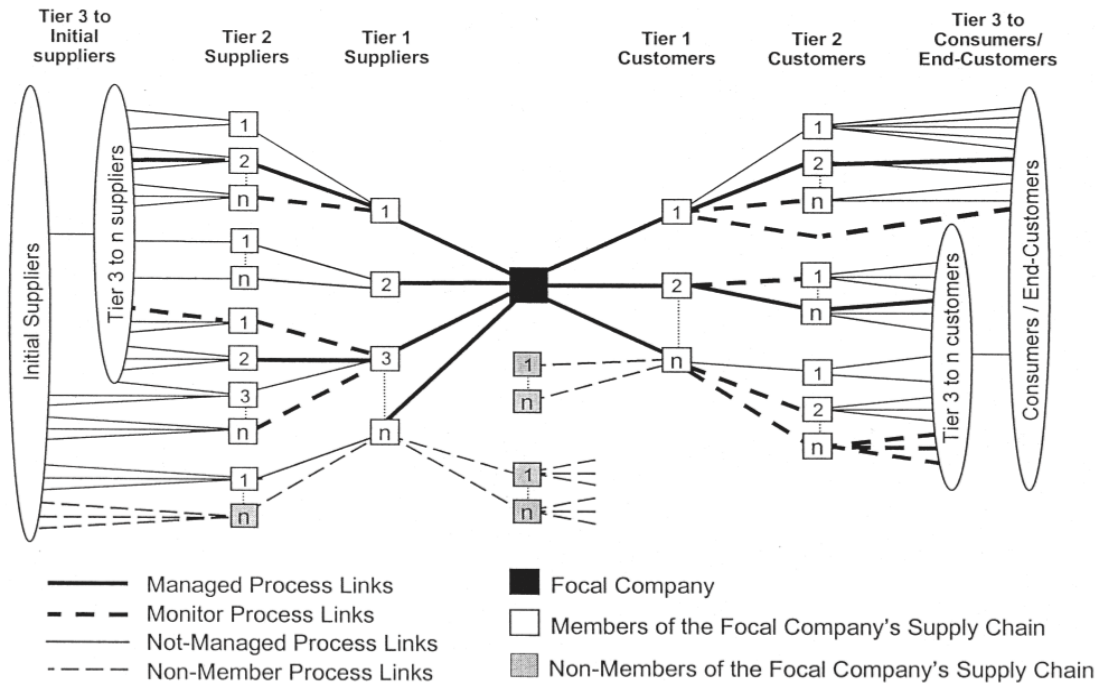 Tier 3 to
Initial
suppliers
Tier 2
Suppliers
Tier 1
Suppliers
Tier 1
Customers
Tier 2
Customers
Tier 3 to
Consumers/
End-Customers
Initial Suppliers
Tier 3 to n suppliers
1
2
n
1
n
1
2
3
n
1
n
1
2
3
n
1
n
1
n
1
2
n
1
2
n
1
n
1
2
n
Tier 3 to n customers
Consumers / End-Customers
Managed Process Links
Monitor Process Links
Not-Managed Process Links
Non-Member Process Links
Focal Company
Members of the Focal Company's Supply Chain
Non-Members of the Focal Company's Supply Chain